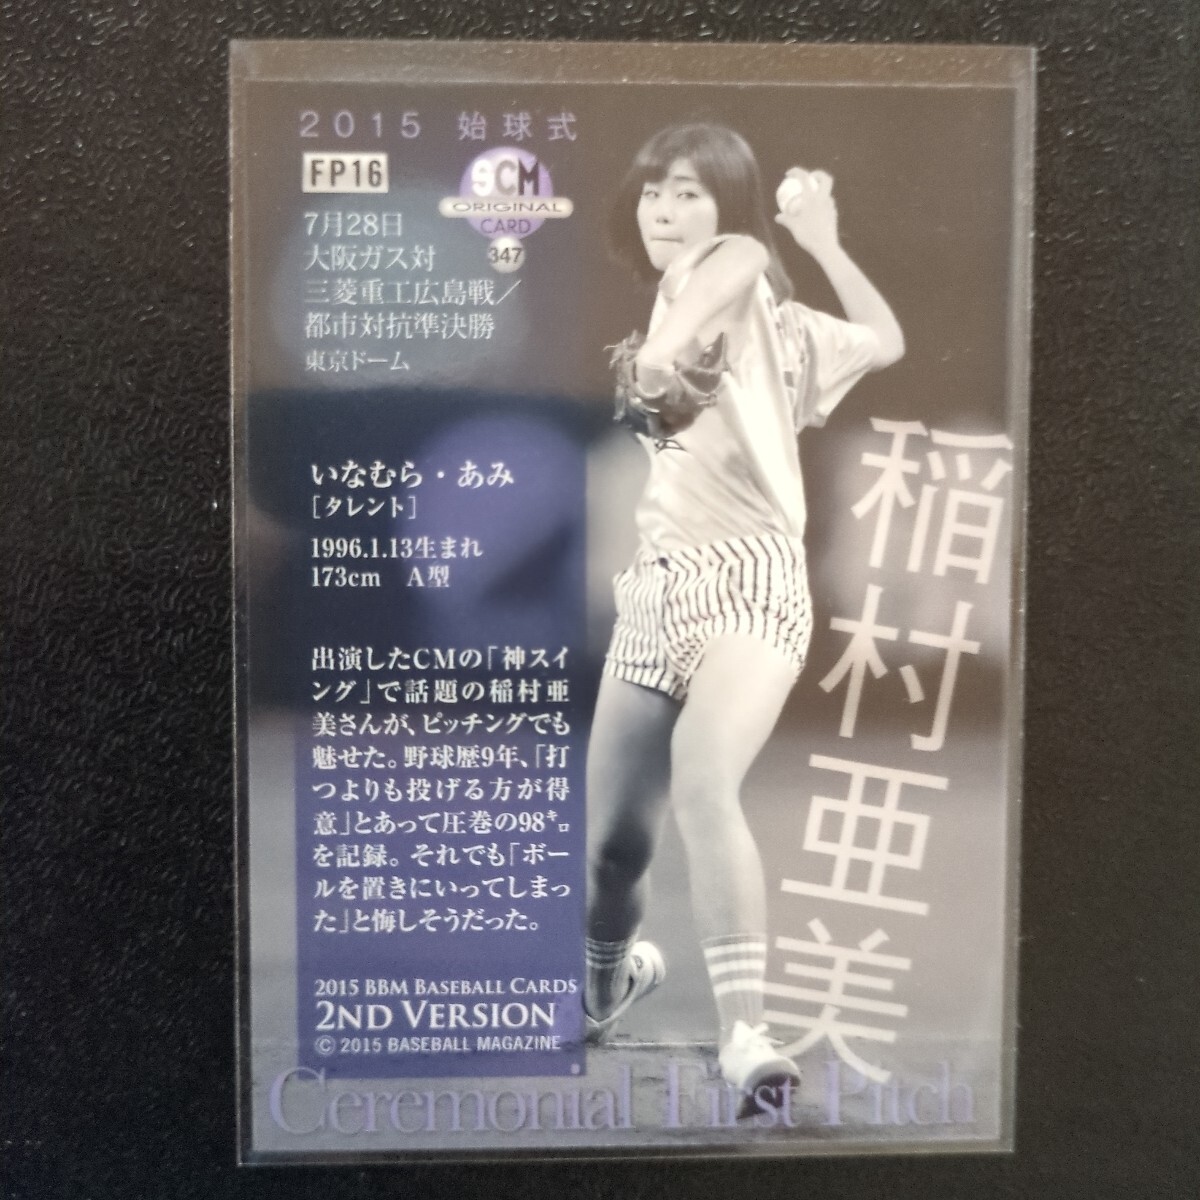 2015 始球式
FP16
SCM
ORIGINAL
CARD
347
7月28日
大阪ガス対
三菱重工広島戦／
都市対抗準決勝
東京ドーム
いなむら・あみ
［タレント］
1996.1.13生まれ
173cm　A型
出演したCMの「神スイ
ング」で話題の稲村亜
美さんが、ピッチングでも
魅せた。野球歴9年、「打
つよりも投げる方が得
意」とあって圧巻の98㌔
を記録。それでも「ボー
ルを置きにいってしまっ
た」と悔しそうだった。
2015 BBM BASEBALL CARDS
2ND VERSION
© 2015 BASEBALL MAGAZINE
稲村亜美
Ceremonial First Pitch